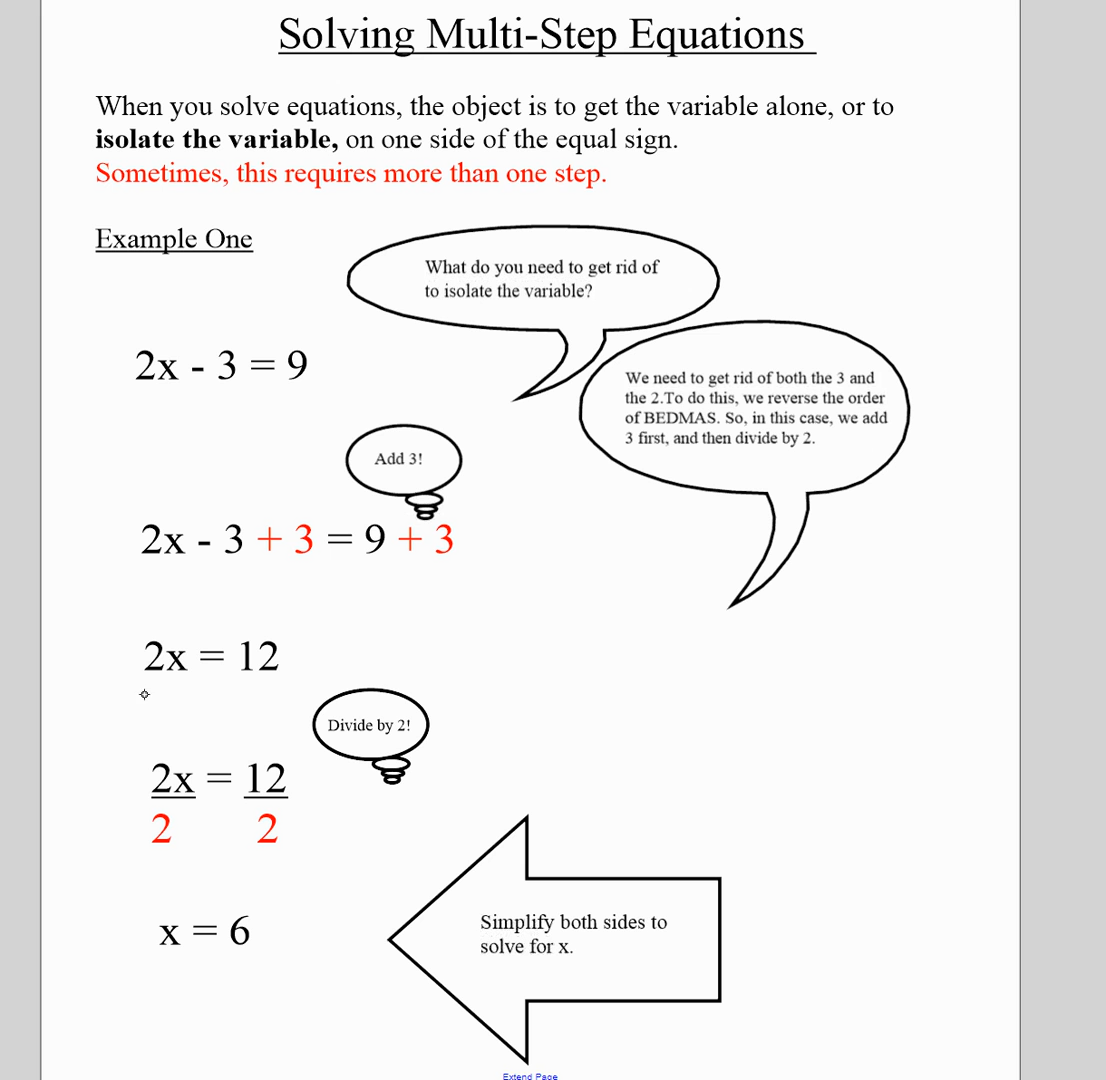 Solving Multi-Step Equations
When you solve equations, the object is to get the variable alone, or to
isolate the variable, on one side of the equal sign.
Sometimes, this requires more than one step.
Example One
What do you need to get rid of
to isolate the variable?
2x - 3 = 9
We need to get rid of both the 3 and
the 2.To do this, we reverse the order
of BEDMAS. So, in this case, we add
3 first, and then divide by 2.
Add 3!
2x - 3 + 3 = 9 + 3
2x = 12
Divide by 2!
2x = 12
2 2
x = 6
Simplify both sides to
solve for x.
Extend Page